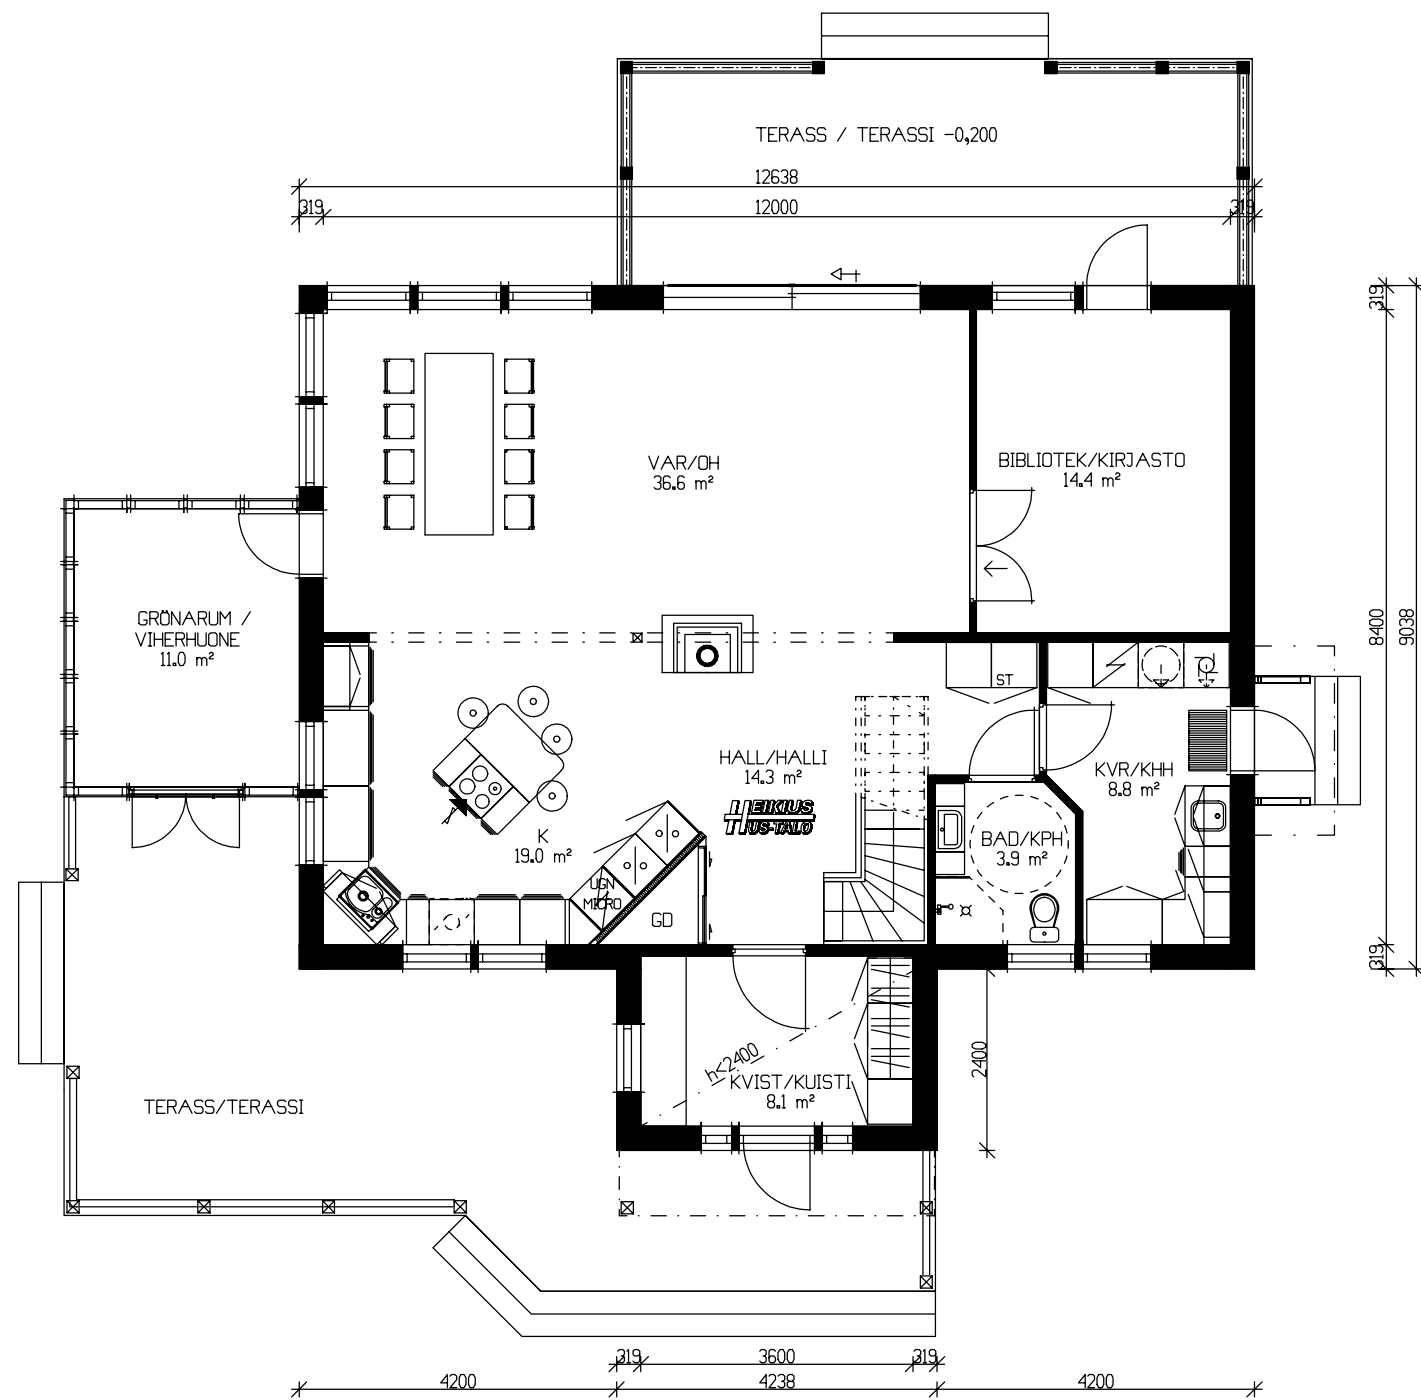 TERASS / TERASSI -0,200
12638
319
12000
319
319
VAR/OH
36.6 m²
BIBLIOTEK/KIRJASTO
14.4 m²
GRÖNARUM /
VIHERHUONE
11.0 m²
8400
9038
ST
HALL/HALLI
14.3 m²
KVR/KHH
8.8 m²
HEIKIUS
HUS-TALO
K
19.0 m²
BAD/KPH
3.9 m²
UGN
MICRO
GD
319
2400
h<2400
KVIST/KUISTI
8.1 m²
TERASS/TERASSI
319
3600
319
4200
4238
4200